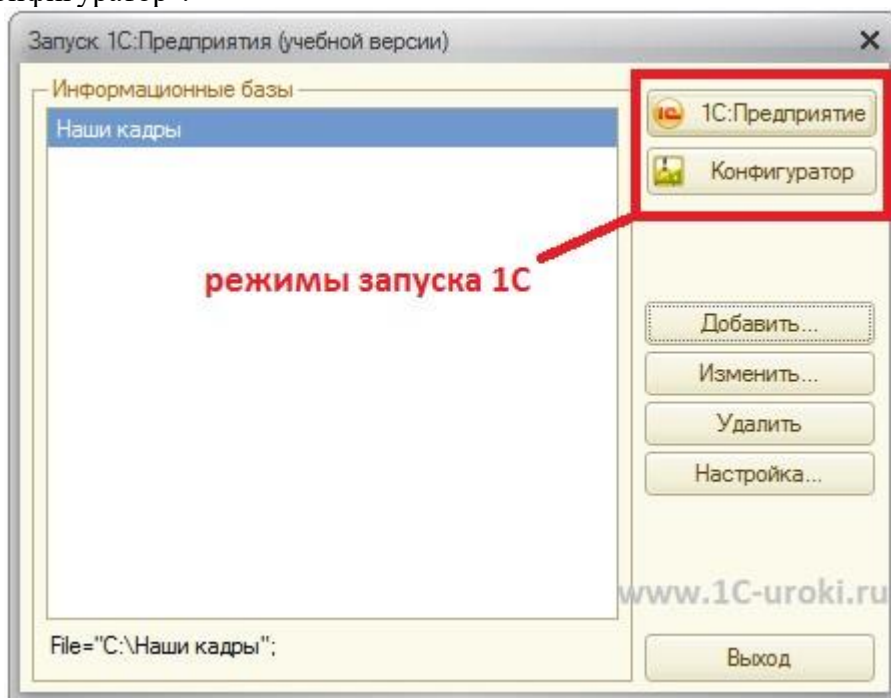 Запуск 1С:Предприятия (учебной версии)
Информационные базы
Наши кадры
1С:Предприятие
Конфигуратор
режимы запуска 1С
Добавить...
Изменить...
Удалить
Настройка...
www.1C-uroki.ru
File="C:\Наши кадры";
Выход